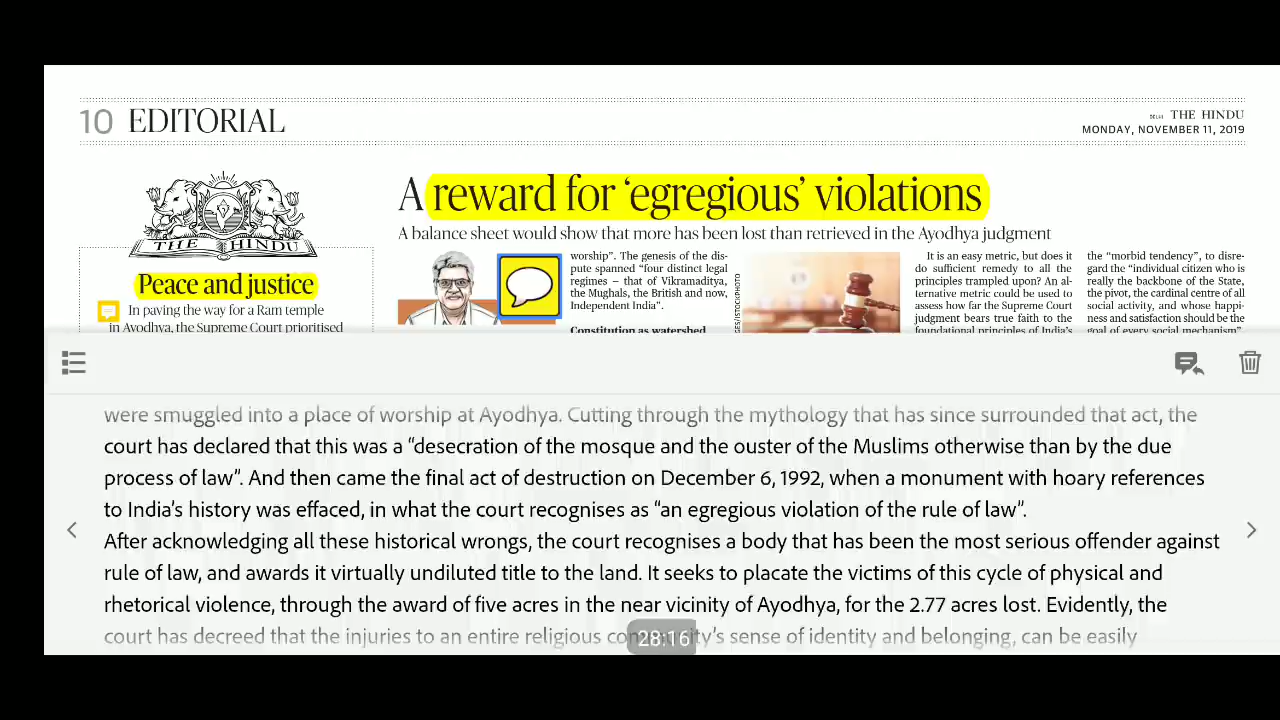 10 EDITORIAL
THE HINDU
MONDAY, NOVEMBER 11, 2019
THE HINDU
A reward for ‘egregious’ violations
A balance sheet would show that more has been lost than retrieved in the Ayodhya judgment
Peace and justice
In paving the way for a Ram temple
in Ayodhya, the Supreme Court prioritised
worship”. The genesis of the dis-
pute spanned “four distinct legal
regimes – that of Vikramaditya,
the Mughals, the British and now,
Independent India”.
Constitution as watershed
It is an easy metric, but does it
do sufficient remedy to all the
principles trampled upon? An al-
ternative metric could be used to
assess how far the Supreme Court
judgment bears true faith to the
foundational principles of India’s
the “morbid tendency”, to disre-
gard the “individual citizen who is
really the backbone of the State,
the pivot, the cardinal centre of all
social activity, and whose happi-
ness and satisfaction should be the
goal of every social mechanism”
were smuggled into a place of worship at Ayodhya. Cutting through the mythology that has since surrounded that act, the
court has declared that this was a “desecration of the mosque and the ouster of the Muslims otherwise than by the due
process of law”. And then came the final act of destruction on December 6, 1992, when a monument with hoary references
to India’s history was effaced, in what the court recognises as “an egregious violation of the rule of law”.
After acknowledging all these historical wrongs, the court recognises a body that has been the most serious offender against
rule of law, and awards it virtually undiluted title to the land. It seeks to placate the victims of this cycle of physical and
rhetorical violence, through the award of five acres in the near vicinity of Ayodhya, for the 2.77 acres lost. Evidently, the
court has decreed that the injuries to an entire religious community’s sense of identity and belonging, can be easily
28:16